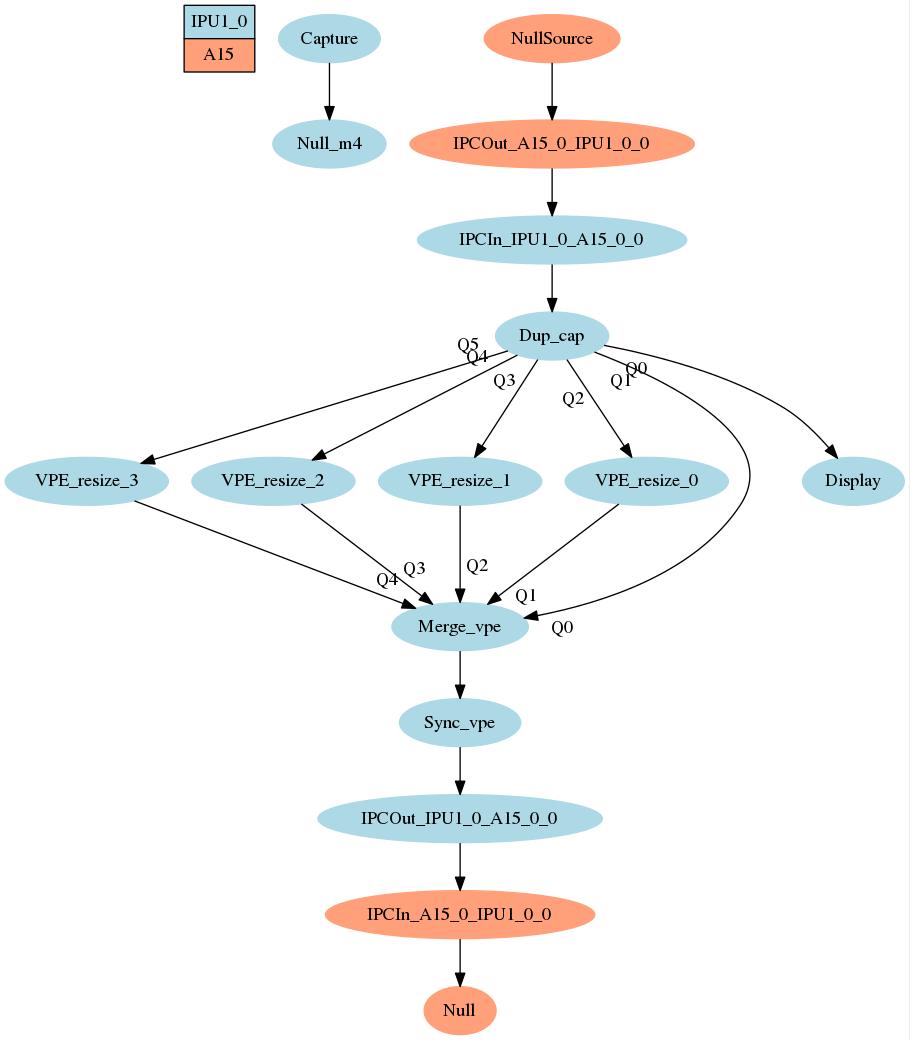 IPU1_0
A15
Capture
NullSource
Null_m4
IPCOut_A15_0_IPU1_0_0
IPCIn_IPU1_0_A15_0_0
Dup_cap
Q5
Q4
Q3
Q2
Q1
Q0
VPE_resize_3
VPE_resize_2
VPE_resize_1
VPE_resize_0
Display
Q4
Q3
Q2
Q1
Q0
Merge_vpe
Sync_vpe
IPCOut_IPU1_0_A15_0_0
IPCIn_A15_0_IPU1_0_0
Null